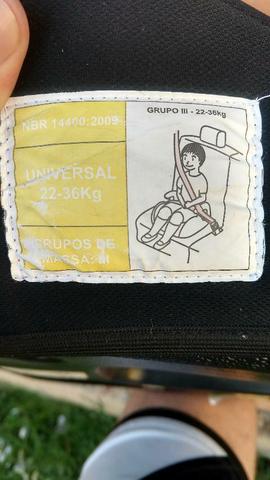 NBR 14400:2009
UNIVERSAL
22-36Kg
GRUPOS DE
MASSA: III
GRUPO III - 22-36kg